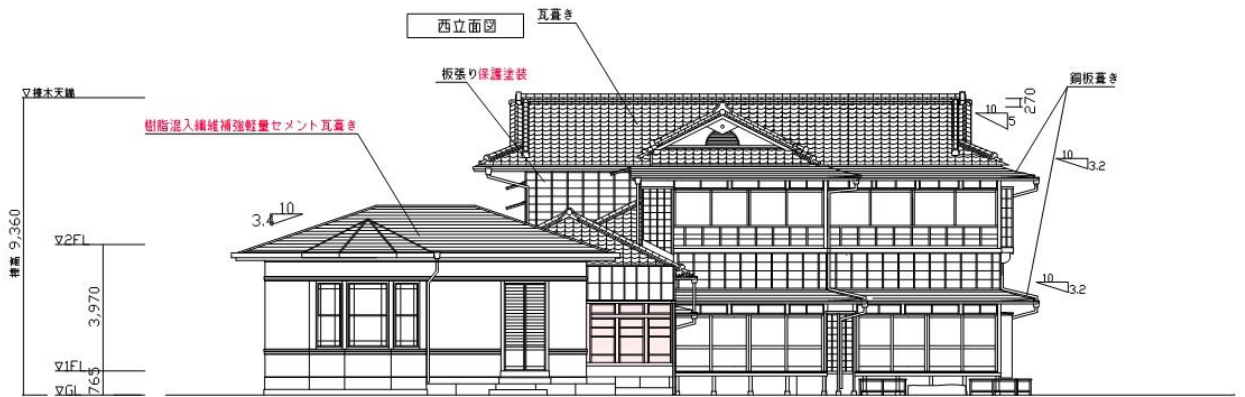 西立面図
瓦葺き
板張り保護塗装
銅板葺き
▽棟木天端
樹脂混入繊維補強軽量セメント瓦葺き
270
10
5
10
3.2
10
3.4
棟高 9,360
▽2FL
3,970
10
3.2
▽1FL
765
▽GL